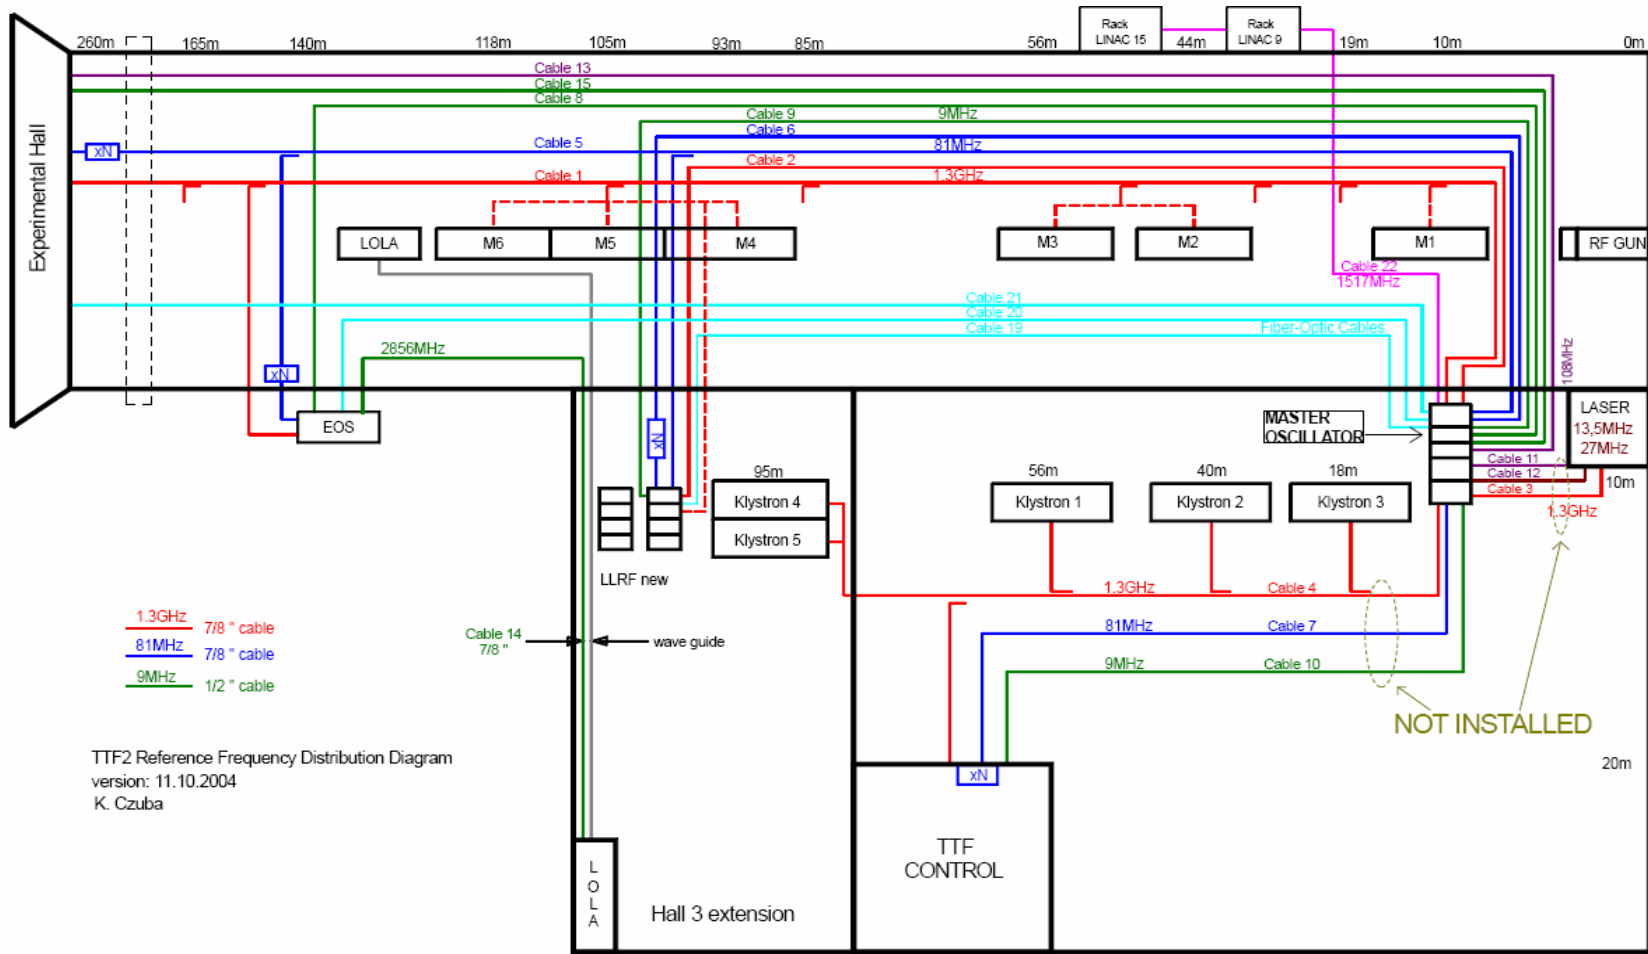 Rack
LINAC 15
Rack
LINAC 9
260m
165m
140m
118m
105m
93m
85m
56m
44m
19m
10m
0m
Cable 13
Cable 15
Cable 8
Cable 9
9MHz
Cable 6
Cable 5
81MHz
xN
Cable 2
Cable 1
1.3GHz
Experimental Hall
LOLA
M6
M5
M4
M3
M2
M1
RF GUN
Cable 22
1517MHz
Cable 21
Cable 20
Cable 19
Fiber-Optic Cables
2856MHz
108MHz
xN
EOS
xN
MASTER
OSCILLATOR
LASER
13,5MHz
27MHz
Cable 11
Cable 12
Cable 3
10m
1.3GHz
95m
Klystron 4
Klystron 5
56m
Klystron 1
40m
Klystron 2
18m
Klystron 3
LLRF new
1.3GHz
Cable 4
1.3GHz
7/8 " cable
81MHz
7/8 " cable
9MHz
1/2 " cable
Cable 14
7/8 "
wave guide
81MHz
Cable 7
9MHz
Cable 10
NOT INSTALLED
20m
TTF2 Reference Frequency Distribution Diagram
version: 11.10.2004
K. Czuba
xN
TTF
CONTROL
LOLA
Hall 3 extension